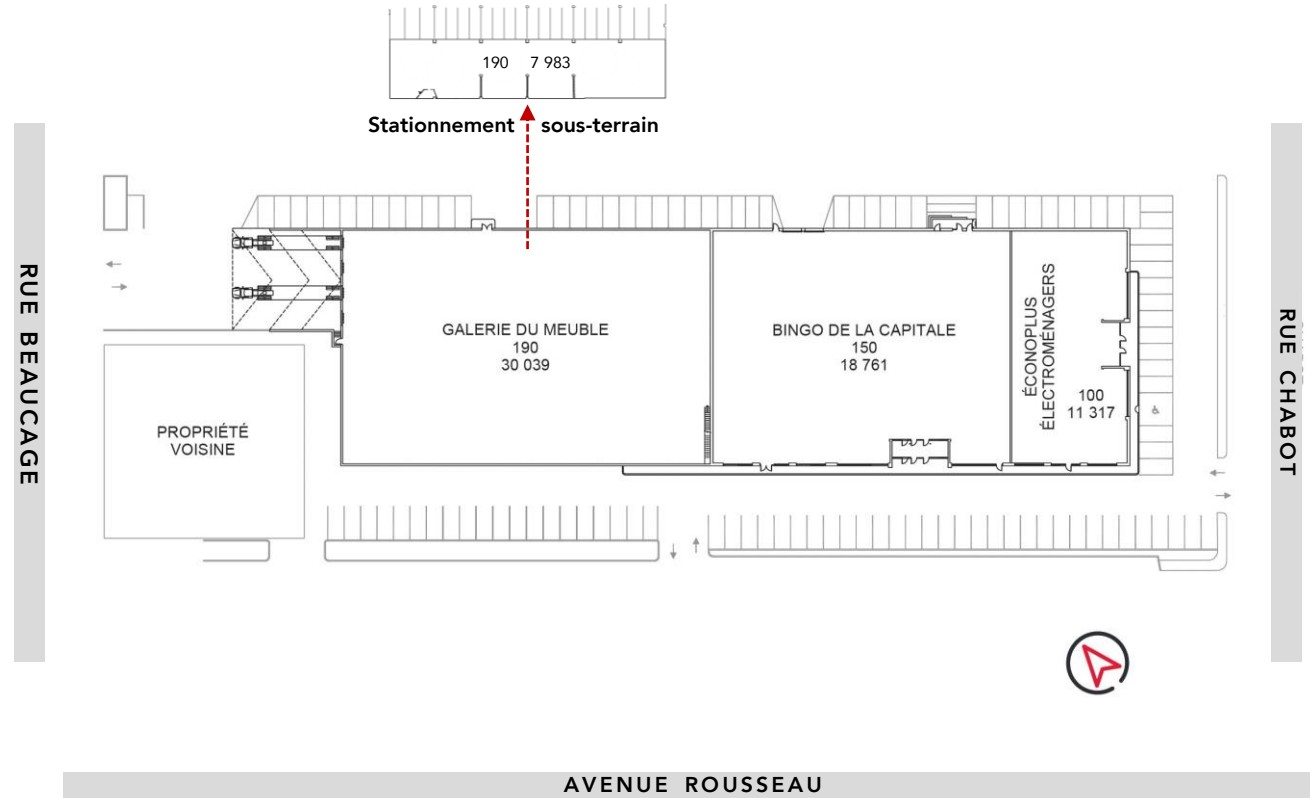 190 7 983
Stationnement sous-terrain
RUE BEAUCAGE
GALERIE DU MEUBLE
190
30 039
BINGO DE LA CAPITALE
150
18 761
ÉCONOPLUS
ÉLECTROMÉNAGERS
100
11 317
PROPRIÉTÉ
VOISINE
RUE CHABOT
AVENUE ROUSSEAU